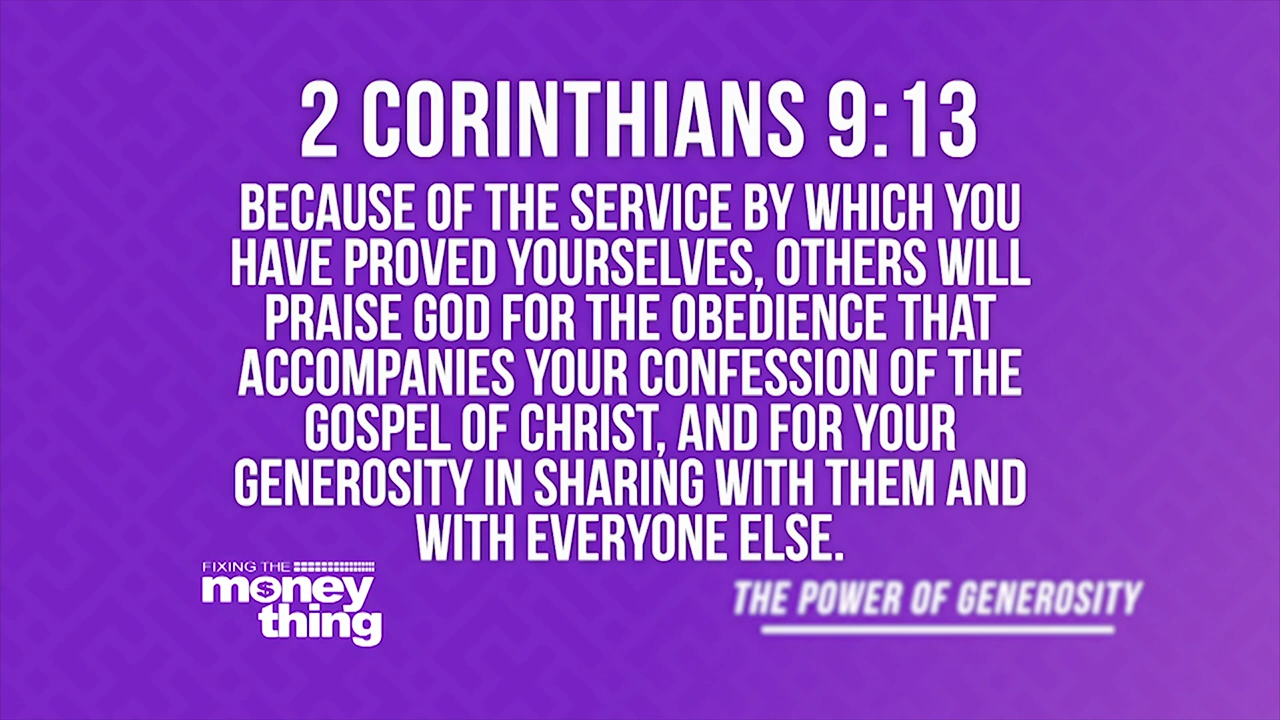 2 CORINTHIANS 9:13
BECAUSE OF THE SERVICE BY WHICH YOU
HAVE PROVED YOURSELVES, OTHERS WILL
PRAISE GOD FOR THE OBEDIENCE THAT
ACCOMPANIES YOUR CONFESSION OF THE
GOSPEL OF CHRIST, AND FOR YOUR
GENEROSITY IN SHARING WITH THEM AND
WITH EVERYONE ELSE.
FIXING THE
money
thing
THE POWER OF GENEROSITY